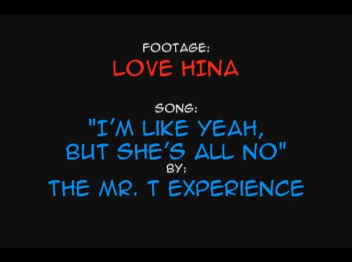 FOOTAGE:
LOVE HINA
SONG:
"I'M LIKE YEAH,
BUT SHE'S ALL NO"
BY:
THE MR. T EXPERIENCE